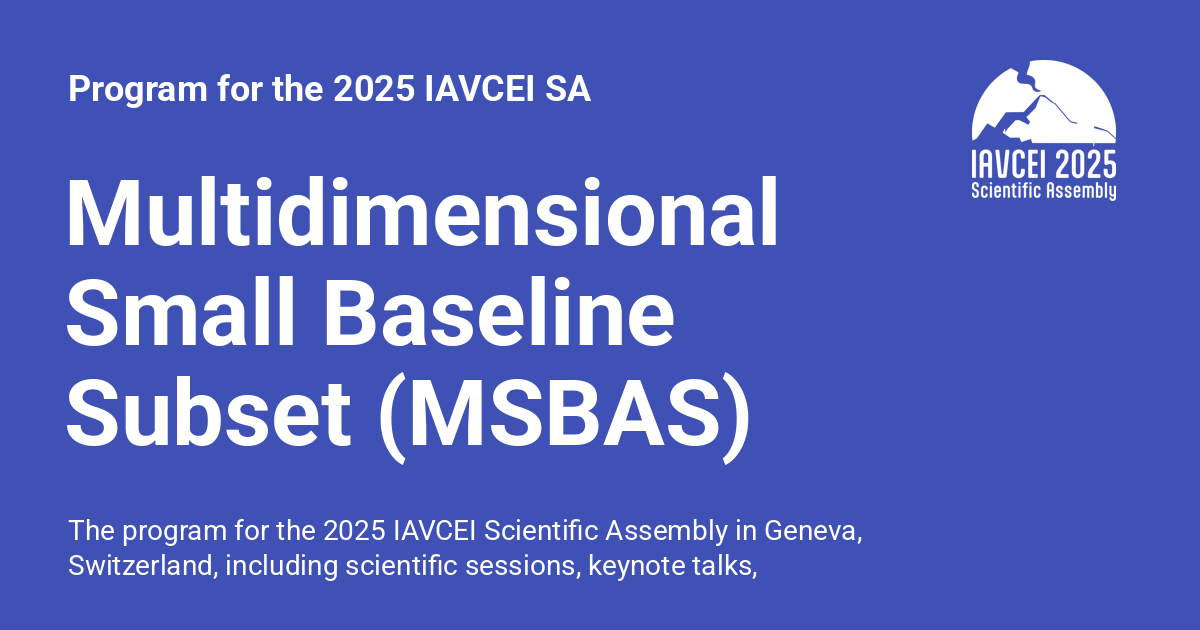 Program for the 2025 IAVCEI SA
IAVCEI 2025
Scientific Assembly
Multidimensional
Small Baseline
Subset (MSBAS)
The program for the 2025 IAVCEI Scientific Assembly in Geneva,
Switzerland, including scientific sessions, keynote talks,